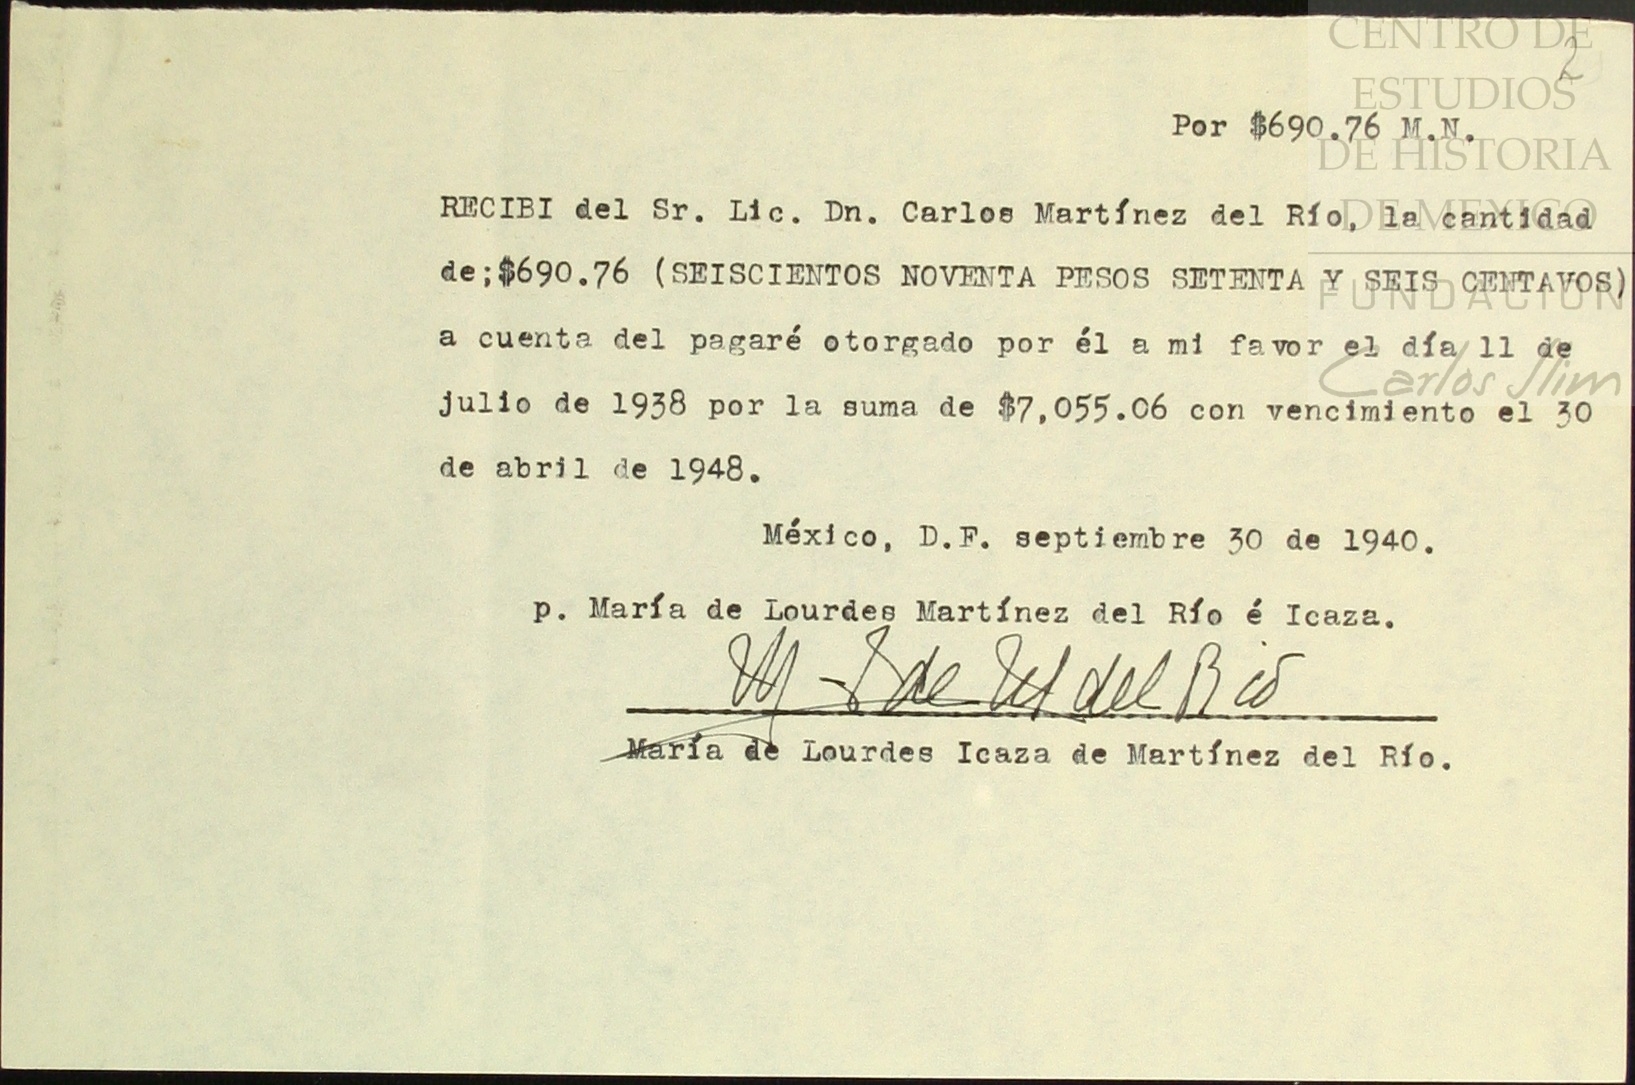 CENTRO DE
ESTUDIOS
DE HISTORIA
DE MEXICO
FUNDACION
Carlos Slim
2
Por $690.76 M.N.
RECIBI del Sr. Lic. Dn. Carlos Martínez del Río, la cantidad
de;$690.76 (SEISCIENTOS NOVENTA PESOS SETENTA Y SEIS CENTAVOS)
a cuenta del pagaré otorgado por él a mi favor el día 11 de
julio de 1938 por la suma de $7,055.06 con vencimiento el 30
de abril de 1948.
México, D.F. septiembre 30 de 1940.
p. María de Lourdes Martínez del Río é Icaza.
de M del Río
María de Lourdes Icaza de Martínez del Río.